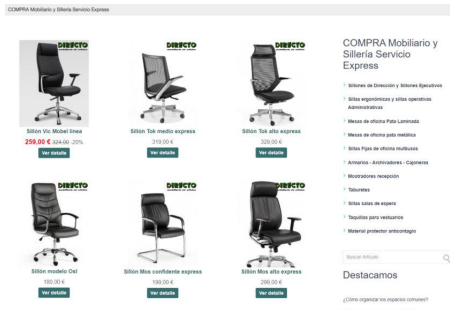 COMPRA Mobiliario y Sillería Servicio Express
DIRECTO
DIRECTO
DIRECTO
Sillón Vic Mobel línea
Sillón Tok medio express
Sillón Tok alto express
259,00 € 324,00 -20%
319,00 €
329,00 €
Ver detalle
Ver detalle
Ver detalle
DIRECTO
DIRECTO
DIRECTO
Sillón modelo Osl
Sillón Mos confidente express
Sillón Mos alto express
180,00 €
199,00 €
299,00 €
Ver detalle
Ver detalle
Ver detalle
COMPRA Mobiliario y
Sillería Servicio
Express
Sillones de Dirección y Sillones Ejecutivos
Sillas ergonómicas y sillas operativas
Administrativas
Mesas de oficina Pata Laminada
Mesas de oficina pata metálica
Sillas Fijas de oficina multiusos
Armarios - Archivadores - Cajoneras
Mostradores recepción
Taburetes
Sillas salas de espera
Taquillas para vestuarios
Material protector anticontagio
Buscar Artículo
Destacamos
¿Cómo organizar los espacios comunes?